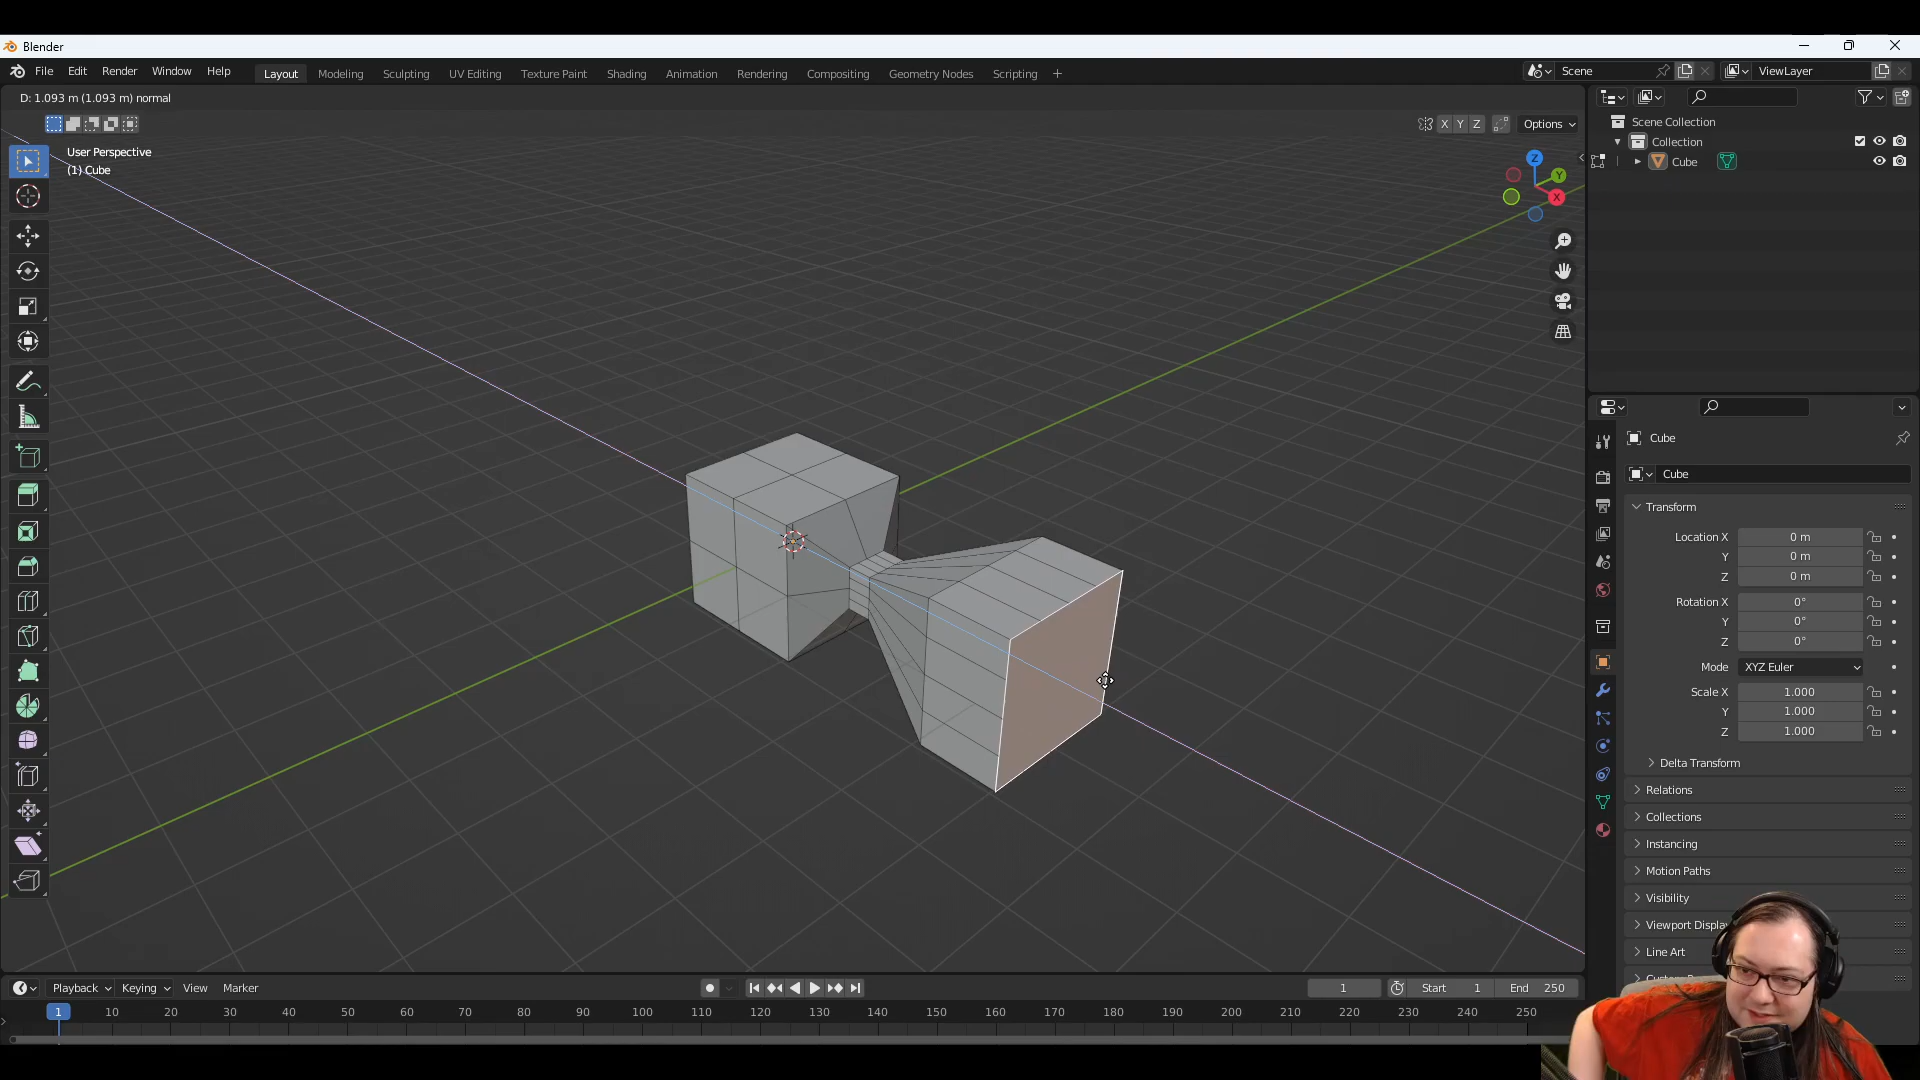 Blender
File Edit Render Window Help
Layout Modeling Sculpting UV Editing Texture Paint Shading Animation Rendering Compositing Geometry Nodes Scripting +
Scene
ViewLayer
D: 1.093 m (1.093 m) normal
X Y Z
Options
User Perspective
(1) Cube
Z
Y
X
Scene Collection
Collection
Cube
Cube
Cube
Transform
Location X 0 m
Y 0 m
Z 0 m
Rotation X 0°
Y 0°
Z 0°
Mode XYZ Euler
Scale X 1.000
Y 1.000
Z 1.000
Delta Transform
Relations
Collections
Instancing
Motion Paths
Visibility
Viewport Display
Line Art
Playback Keying View Marker
1 Start 1 End 250
1 10 20 30 40 50 60 70 80 90 100 110 120 130 140 150 160 170 180 190 200 210 220 230 240 250